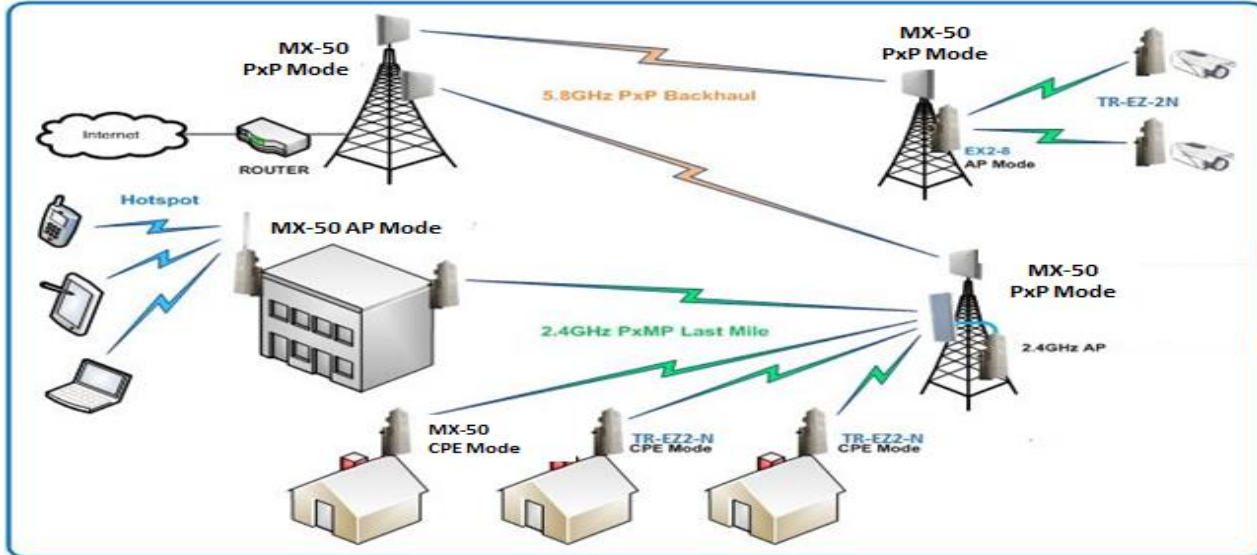 MX-50
PxP Mode
MX-50
PxP Mode
5.8GHz PxP Backhaul
TR-EZ-2N
Internet
ROUTER
EX2-8
AP Mode
Hotspot
MX-50 AP Mode
MX-50
PxP Mode
2.4GHz PxMP Last Mile
2.4GHz AP
MX-50
CPE Mode
TR-EZ2-N
CPE Mode
TR-EZ2-N
CPE Mode